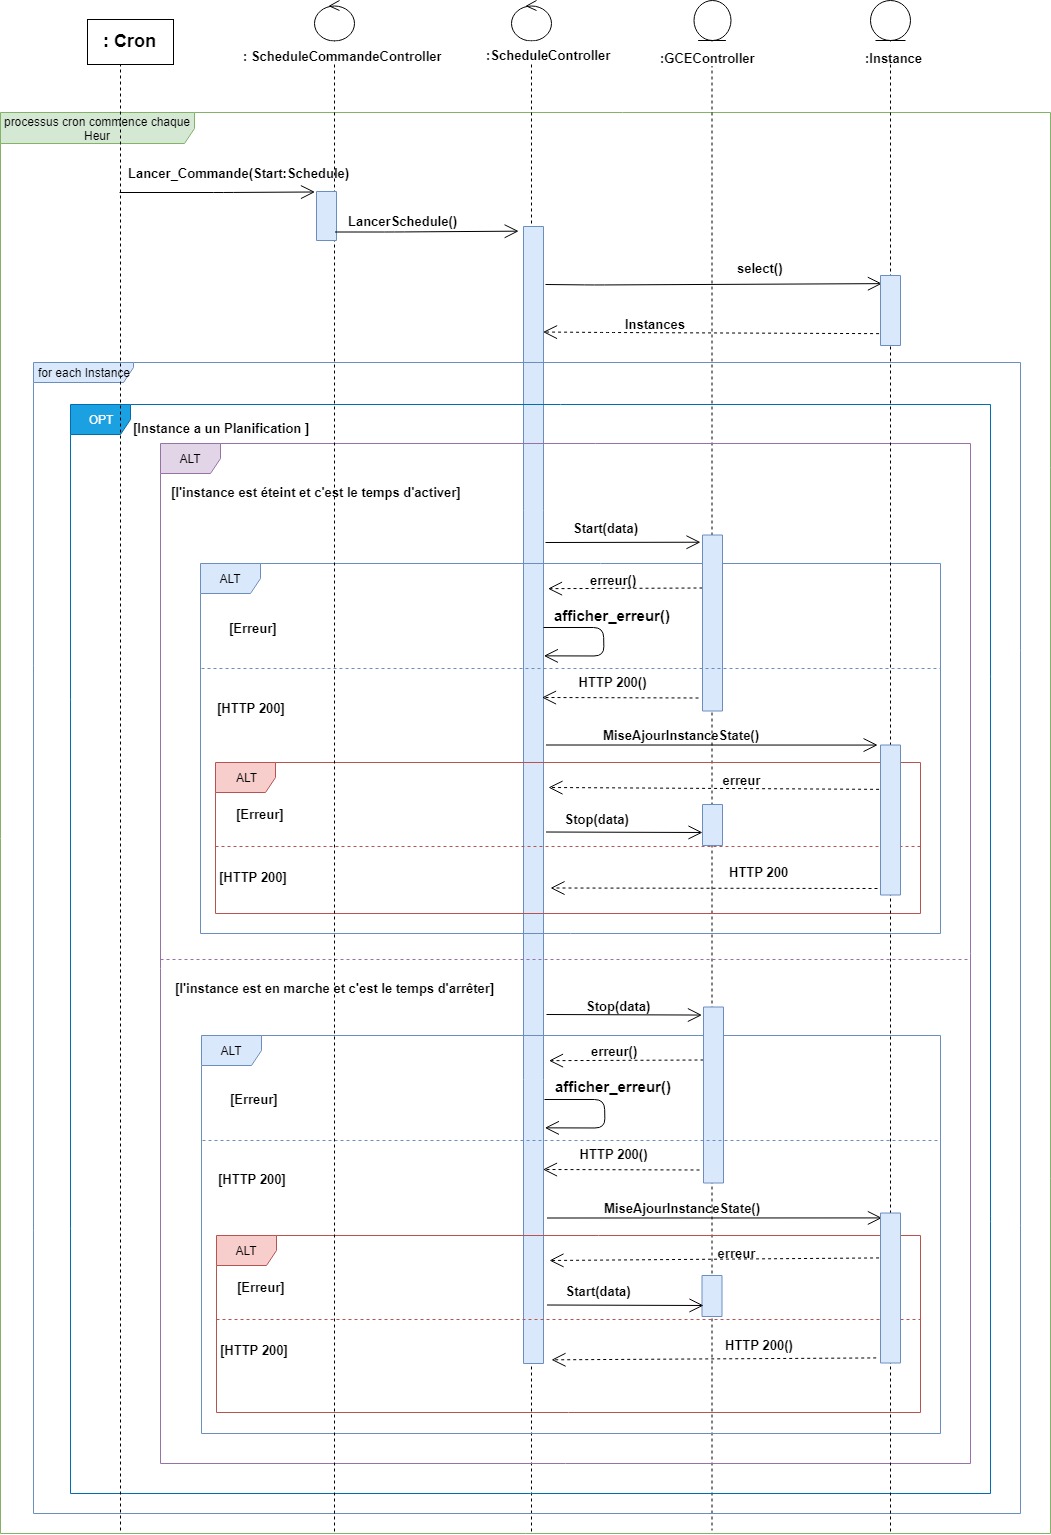 : Cron
: ScheduleCommandeController
:ScheduleController
:GCEController
:Instance
processus cron commence chaque
Heur
Lancer_Commande(Start:Schedule)
LancerSchedule()
select()
Instances
for each Instance
OPT
[Instance a un Planification ]
ALT
[l'instance est éteint et c'est le temps d'activer]
Start(data)
ALT
erreur()
afficher_erreur()
[Erreur]
HTTP 200()
[HTTP 200]
MiseAjourInstanceState()
ALT
erreur
[Erreur]
Stop(data)
HTTP 200
[HTTP 200]
[l'instance est en marche et c'est le temps d'arrêter]
Stop(data)
ALT
erreur()
afficher_erreur()
[Erreur]
HTTP 200()
[HTTP 200]
MiseAjourInstanceState()
ALT
erreur
[Erreur]
Start(data)
HTTP 200()
[HTTP 200]